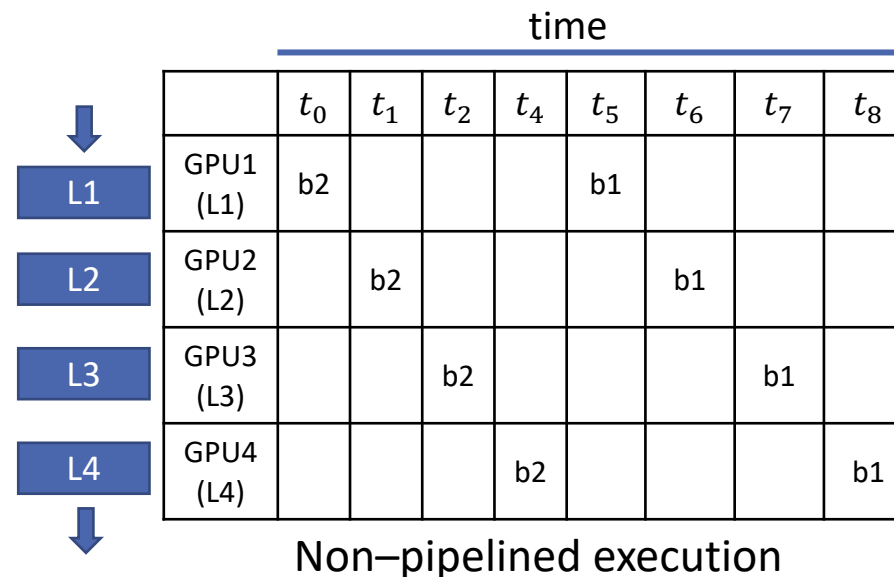 time
t₀ t₁ t₂ t₄ t₅ t₆ t₇ t₈
L1 GPU1 (L1) b2 b1
L2 GPU2 (L2) b2 b1
L3 GPU3 (L3) b2 b1
L4 GPU4 (L4) b2 b1
Non–pipelined execution